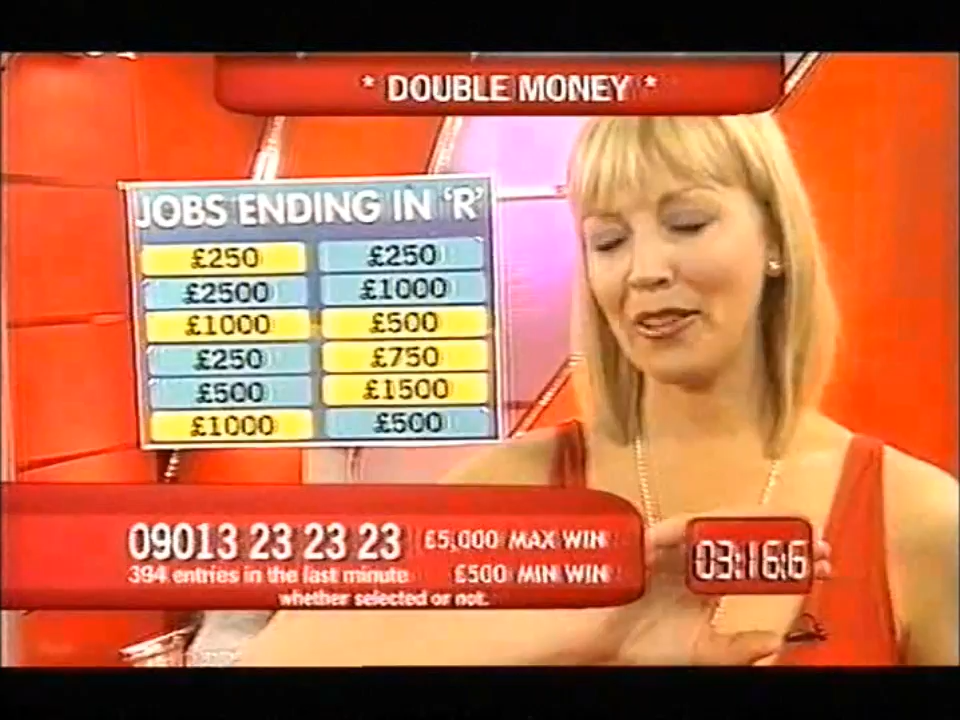 * DOUBLE MONEY *
JOBS ENDING IN 'R'
£250 £250
£2500 £1000
£1000 £500
£250 £750
£500 £1500
£1000 £500
09013 23 23 23 £5,000 MAX WIN
394 entries in the last minute £500 MIN WIN
whether selected or not.
03:16:6